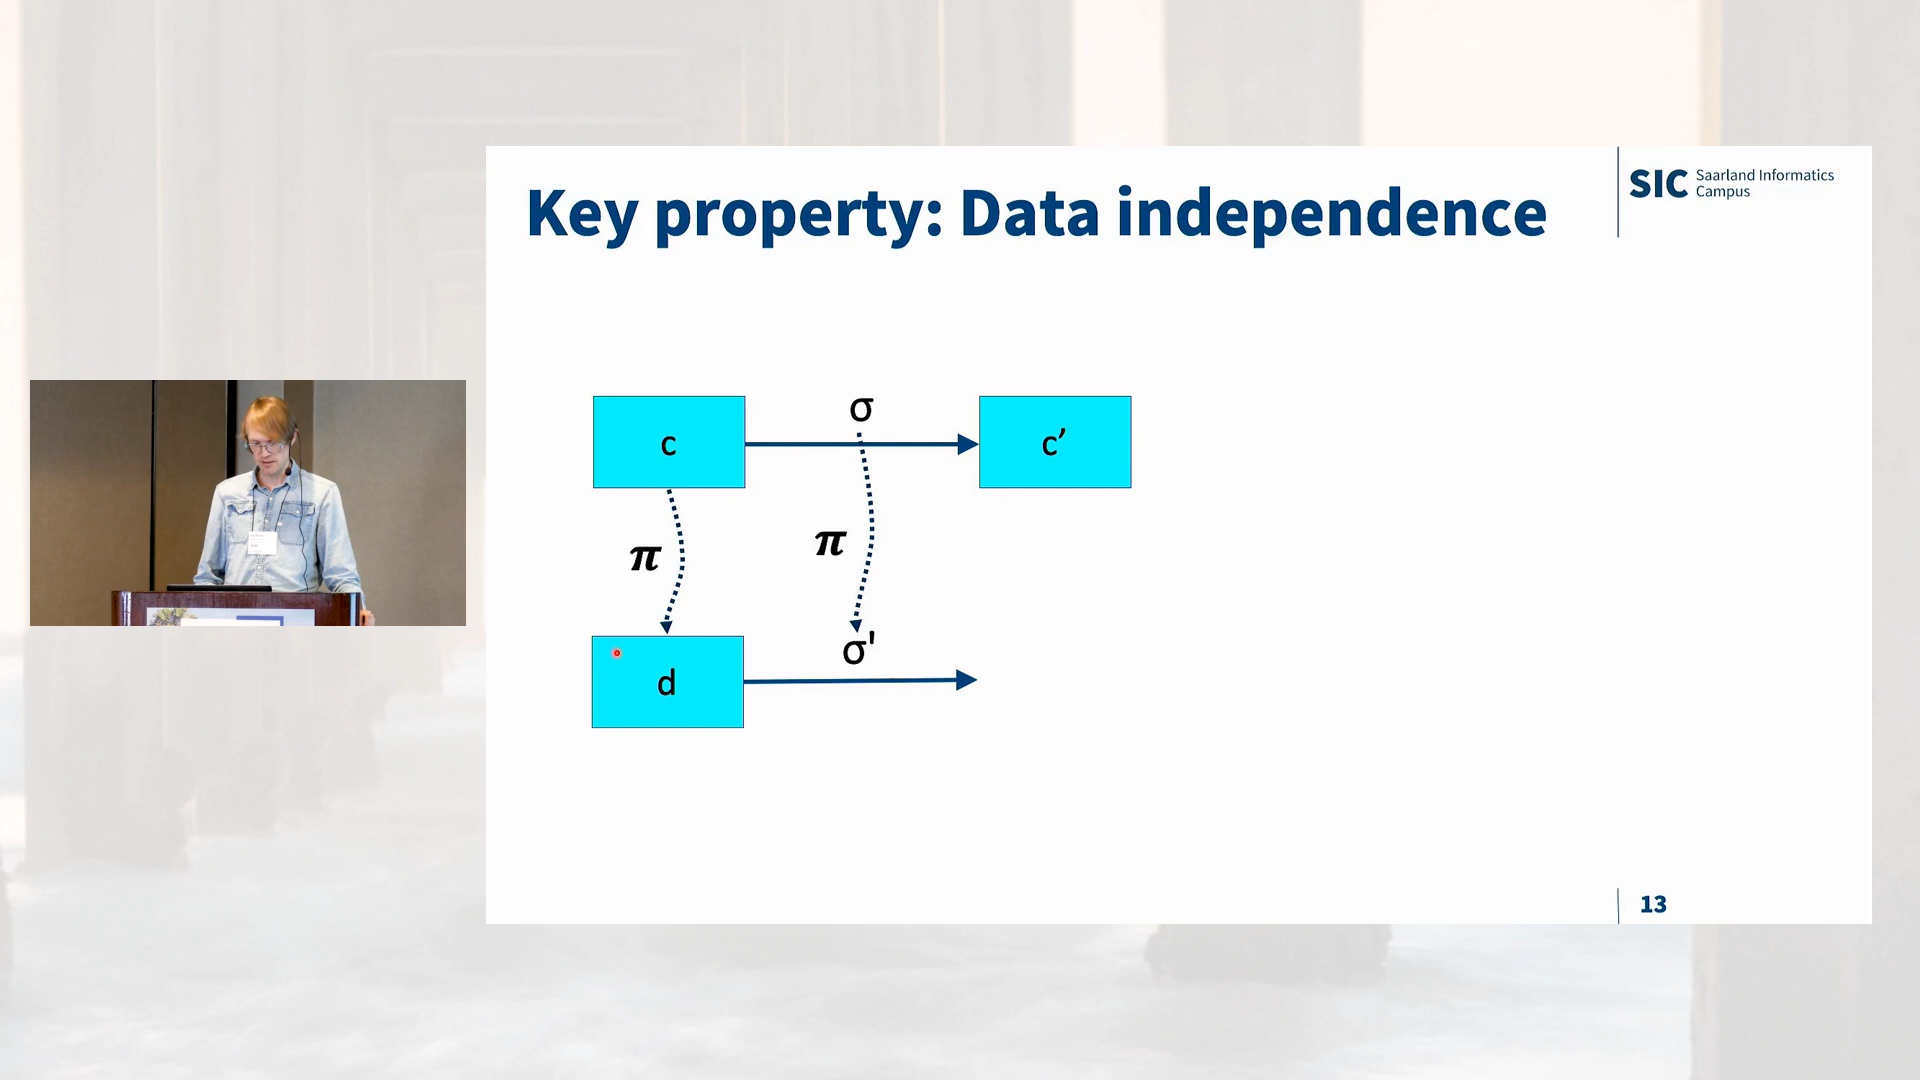 Key property: Data independence
SIC Saarland Informatics
Campus
σ
c
c′
π
π
σ'
d
13